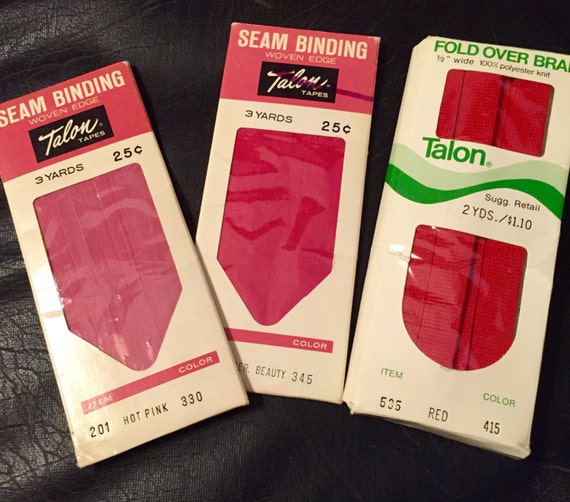 SEAM BINDING
WOVEN EDGE
Talon®
TAPES
3 YARDS 25¢
ITEM COLOR
201 HOT PINK 330
SEAM BINDING
WOVEN EDGE
Talon®
TAPES
3 YARDS 25¢
COLOR
ER. BEAUTY 345
FOLD OVER BRAI
½" wide 100% polyester knit
Talon®
Sugg. Retail
2 YDS./$1.10
ITEM COLOR
RED 415